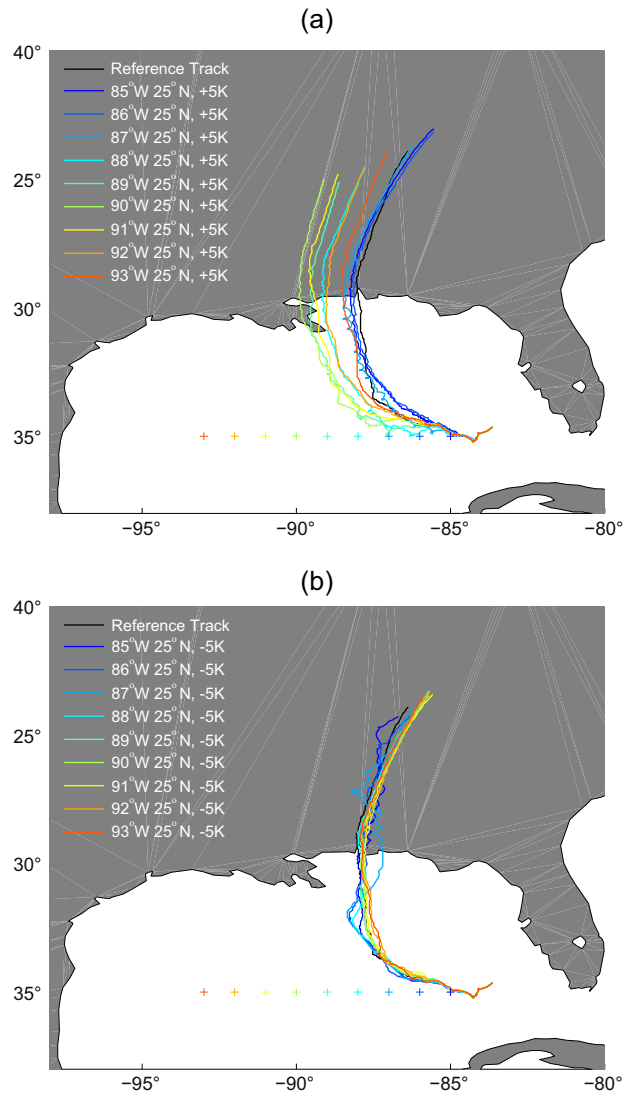 (a)
40°
Reference Track
85°W 25° N, +5K
86°W 25° N, +5K
87°W 25° N, +5K
88°W 25° N, +5K
25°
89°W 25° N, +5K
90°W 25° N, +5K
91°W 25° N, +5K
92°W 25° N, +5K
93°W 25° N, +5K
30°
35°
−95°
−90°
−85°
−80°
(b)
40°
Reference Track
85°W 25° N, -5K
86°W 25° N, -5K
87°W 25° N, -5K
88°W 25° N, -5K
25°
89°W 25° N, -5K
90°W 25° N, -5K
91°W 25° N, -5K
92°W 25° N, -5K
93°W 25° N, -5K
30°
35°
−95°
−90°
−85°
−80°